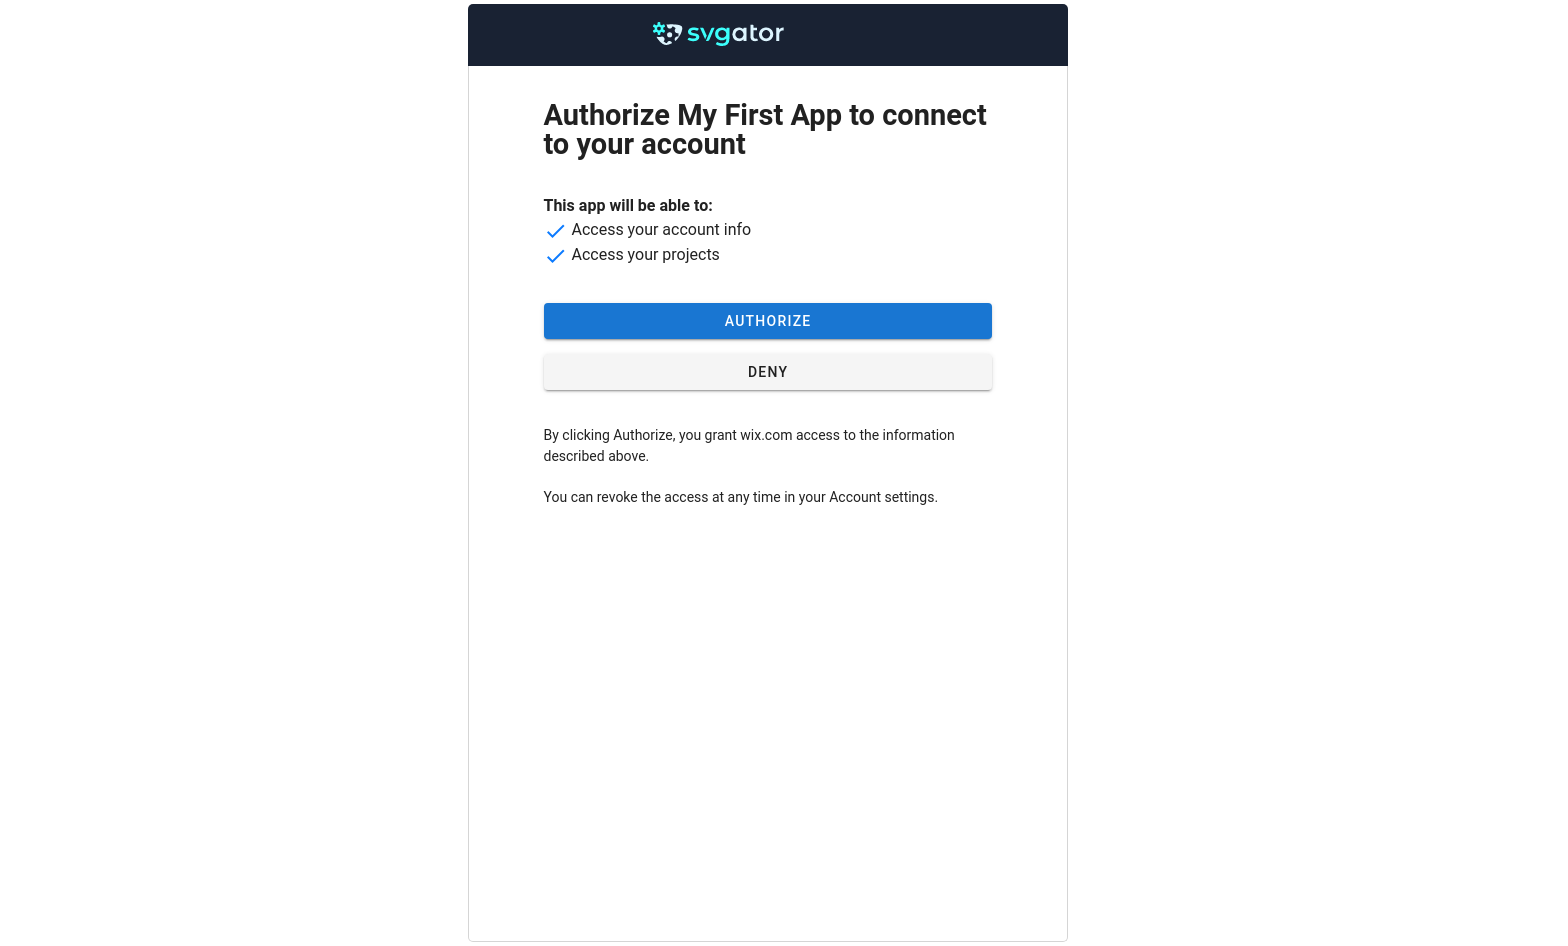 svgator
Authorize My First App to connect
to your account
This app will be able to:
Access your account info
Access your projects
AUTHORIZE
DENY
By clicking Authorize, you grant wix.com access to the information
described above.
You can revoke the access at any time in your Account settings.